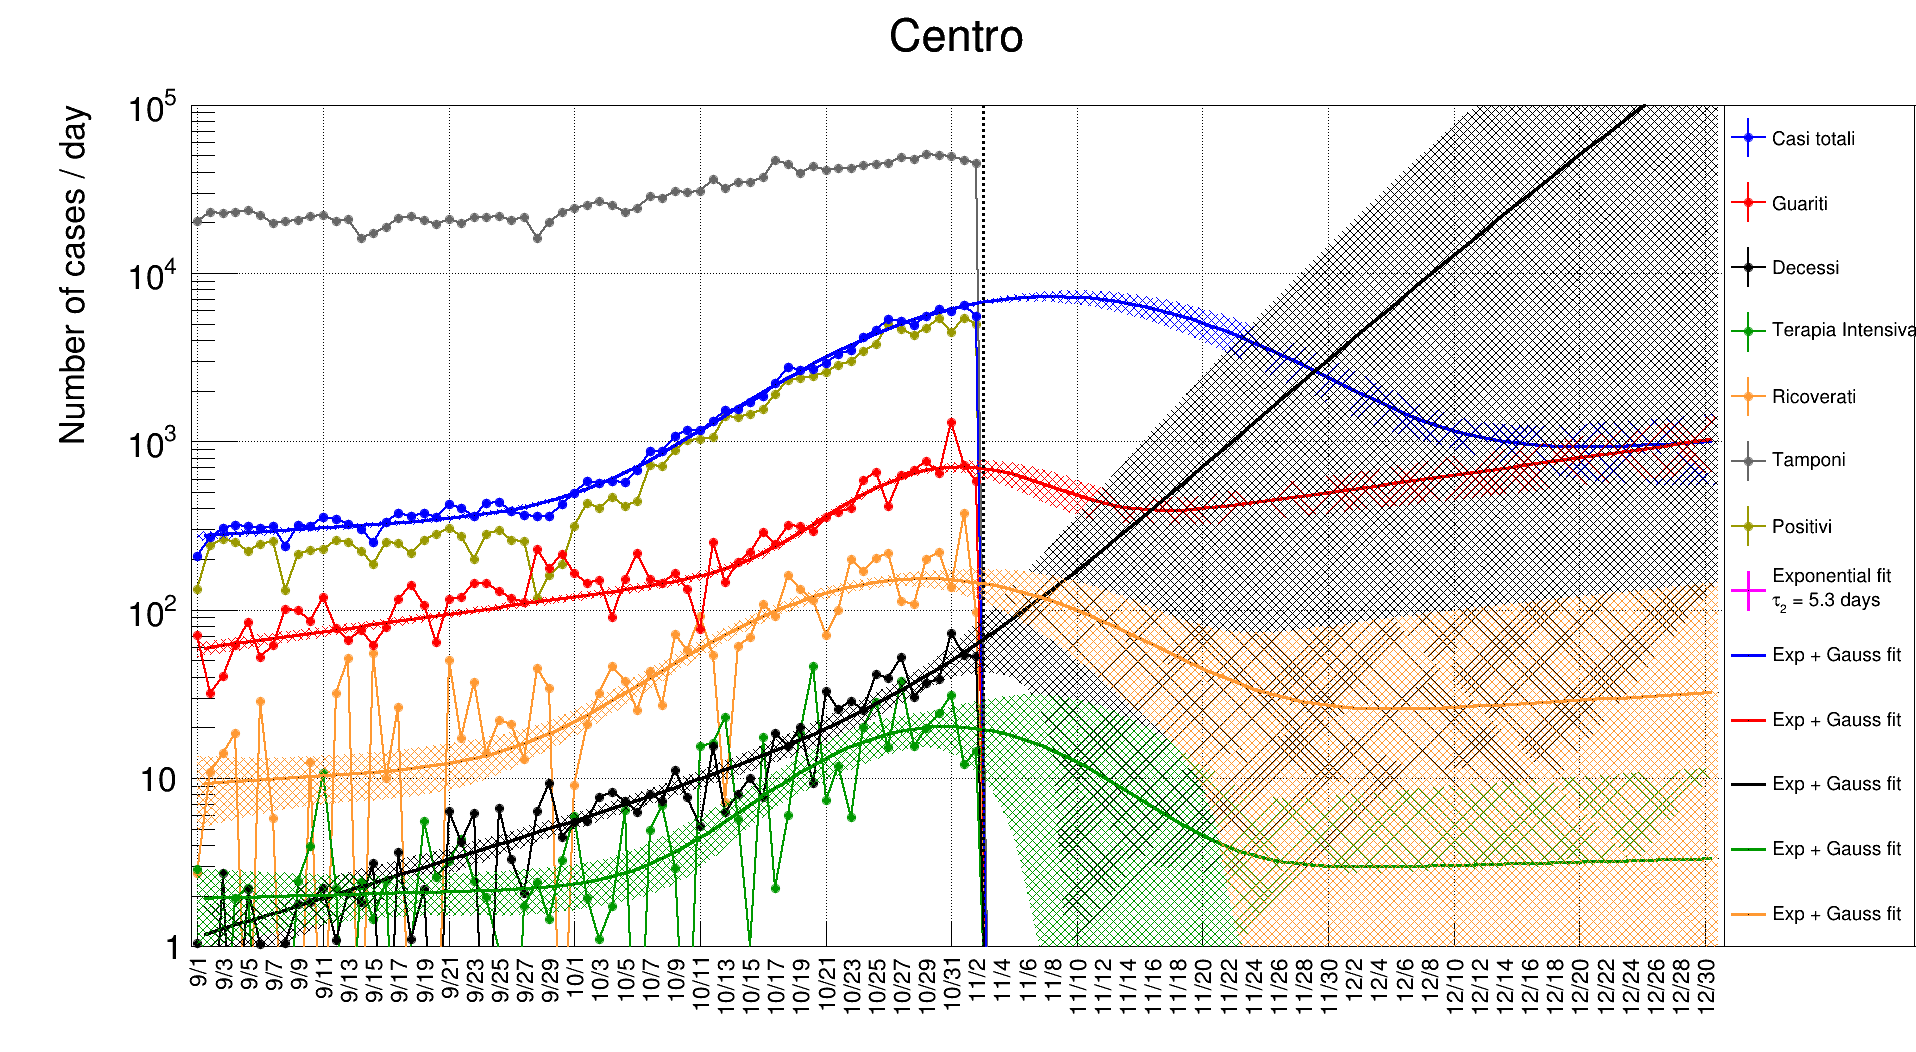 Centro
Number of cases / day
10^5
10^4
10^3
10^2
10
1
9/1 9/3 9/5 9/7 9/9 9/11 9/13 9/15 9/17 9/19 9/21 9/23 9/25 9/27 9/29 10/1 10/3 10/5 10/7 10/9 10/11 10/13 10/15 10/17 10/19 10/21 10/23 10/25 10/27 10/29 10/31 11/2 11/4 11/6 11/8 11/10 11/12 11/14 11/16 11/18 11/20 11/22 11/24 11/26 11/28 11/30 12/2 12/4 12/6 12/8 12/10 12/12 12/14 12/16 12/18 12/20 12/22 12/24 12/26 12/28 12/30
Casi totali
Guariti
Decessi
Terapia Intensiva
Ricoverati
Tamponi
Positivi
Exponential fit
τ₂ = 5.3 days
Exp + Gauss fit
Exp + Gauss fit
Exp + Gauss fit
Exp + Gauss fit
Exp + Gauss fit